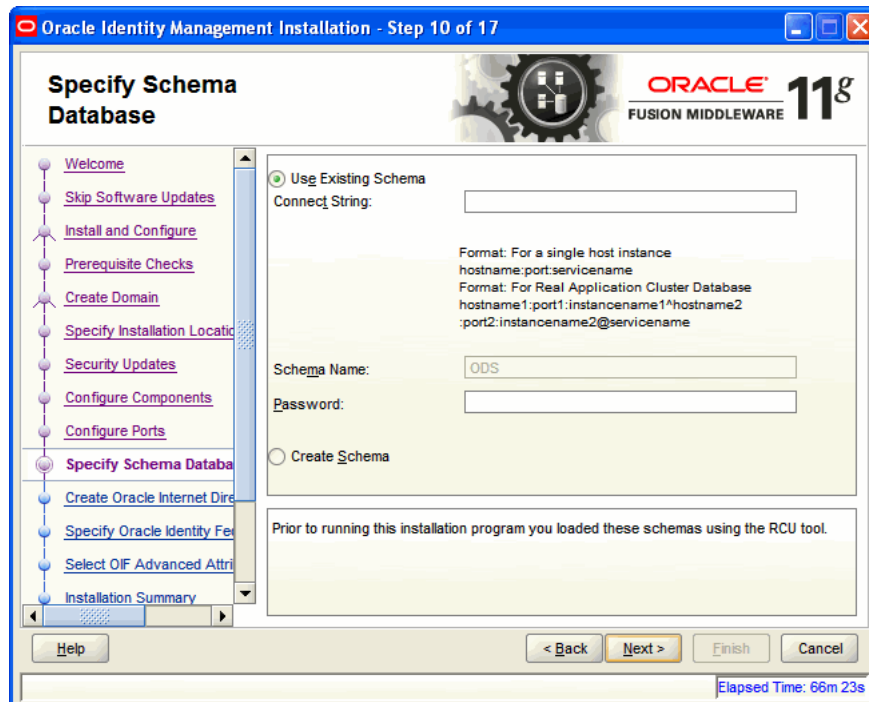 Oracle Identity Management Installation - Step 10 of 17
Specify Schema
Database
ORACLE
FUSION MIDDLEWARE
11g
Welcome
Skip Software Updates
Install and Configure
Prerequisite Checks
Create Domain
Specify Installation Locatio
Security Updates
Configure Components
Configure Ports
Specify Schema Databa
Create Oracle Internet Dire
Specify Oracle Identity Fe
Select OIF Advanced Attri
Installation Summary
Use Existing Schema
Connect String:
Format: For a single host instance
hostname:port:servicename
Format: For Real Application Cluster Database
hostname1:port1:instancename1^hostname2
:port2:instancename2@servicename
Schema Name:
ODS
Password:
Create Schema
Prior to running this installation program you loaded these schemas using the RCU tool.
Help
< Back
Next >
Finish
Cancel
Elapsed Time: 66m 23s